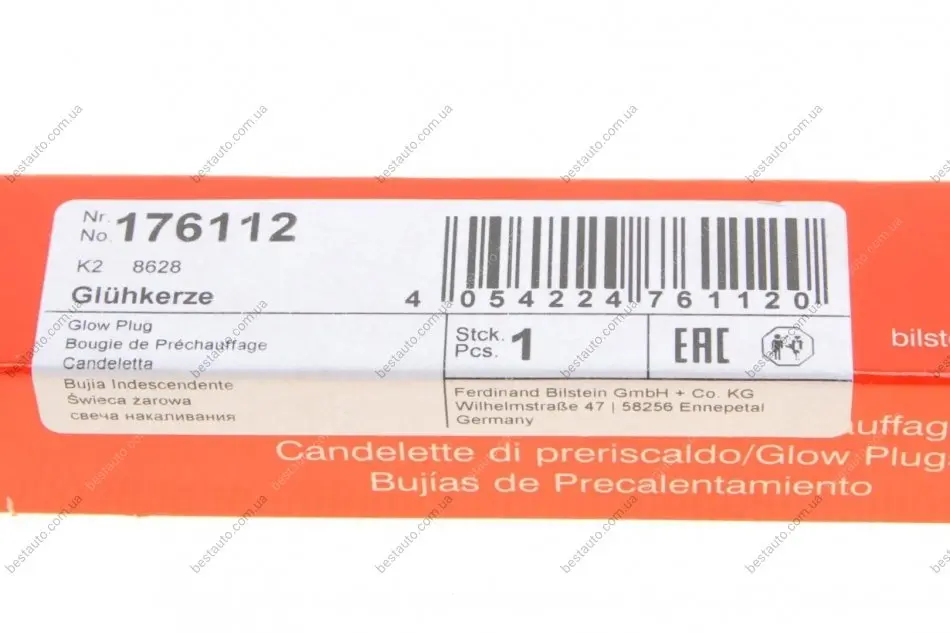 Nr. No. 176112
K2 8628
Glühkerze
4 054224 761120
Glow Plug
Bougie de Préchauffage
Candeletta
Bujia Indescendente
Świeca żarowa
свеча накаливания
Stck. Pcs. 1
EAC
Ferdinand Bilstein GmbH + Co. KG
Wilhelmstraße 47 | 58256 Ennepetal
Germany
bilst
auffag
Candelette di preriscaldo/Glow Plug
Bujías de Precalentamiento
bestauto.com.ua